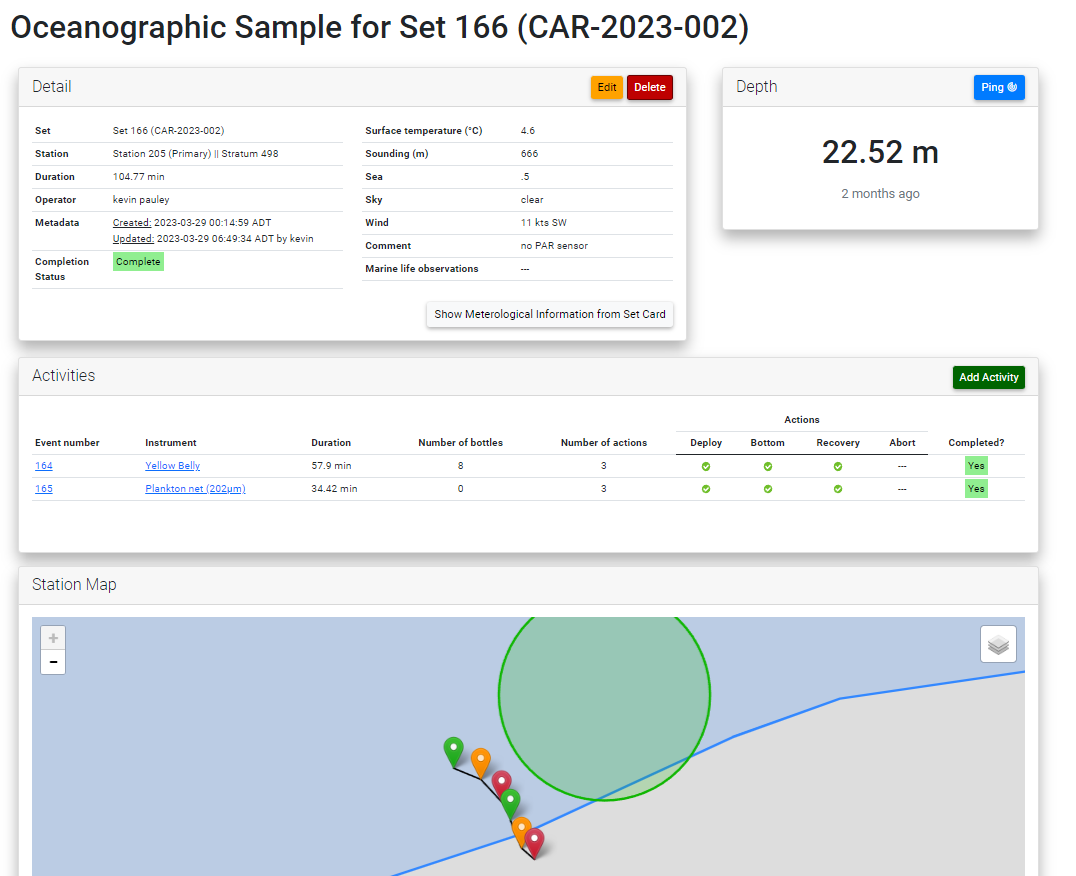 Oceanographic Sample for Set 166 (CAR-2023-002)
Detail
Edit
Delete
Set Set 166 (CAR-2023-002)
Station Station 205 (Primary) || Stratum 498
Duration 104.77 min
Operator kevin pauley
Metadata Created: 2023-03-29 00:14:59 ADT
Updated: 2023-03-29 06:49:34 ADT by kevin
Completion Status Complete
Surface temperature (°C) 4.6
Sounding (m) 666
Sea .5
Sky clear
Wind 11 kts SW
Comment no PAR sensor
Marine life observations ---
Show Meterological Information from Set Card
Depth
Ping
22.52 m
2 months ago
Activities
Add Activity
Actions
Event number Instrument Duration Number of bottles Number of actions Deploy Bottom Recovery Abort Completed?
164 Yellow Belly 57.9 min 8 3 --- Yes
165 Plankton net (202µm) 34.42 min 0 3 --- Yes
Station Map
+
−